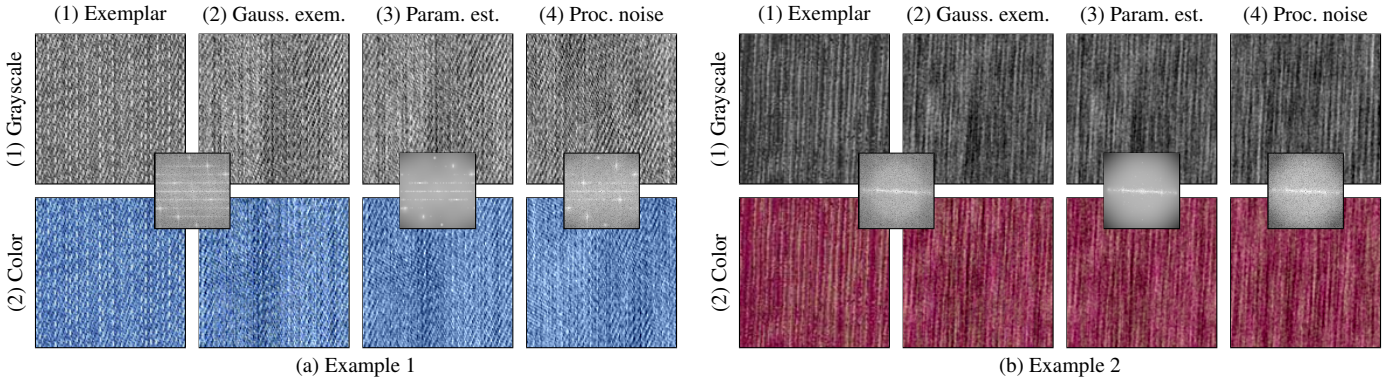 (1) Exemplar (2) Gauss. exem. (3) Param. est. (4) Proc. noise
(1) Grayscale
(2) Color
(a) Example 1
(1) Exemplar (2) Gauss. exem. (3) Param. est. (4) Proc. noise
(1) Grayscale
(2) Color
(b) Example 2